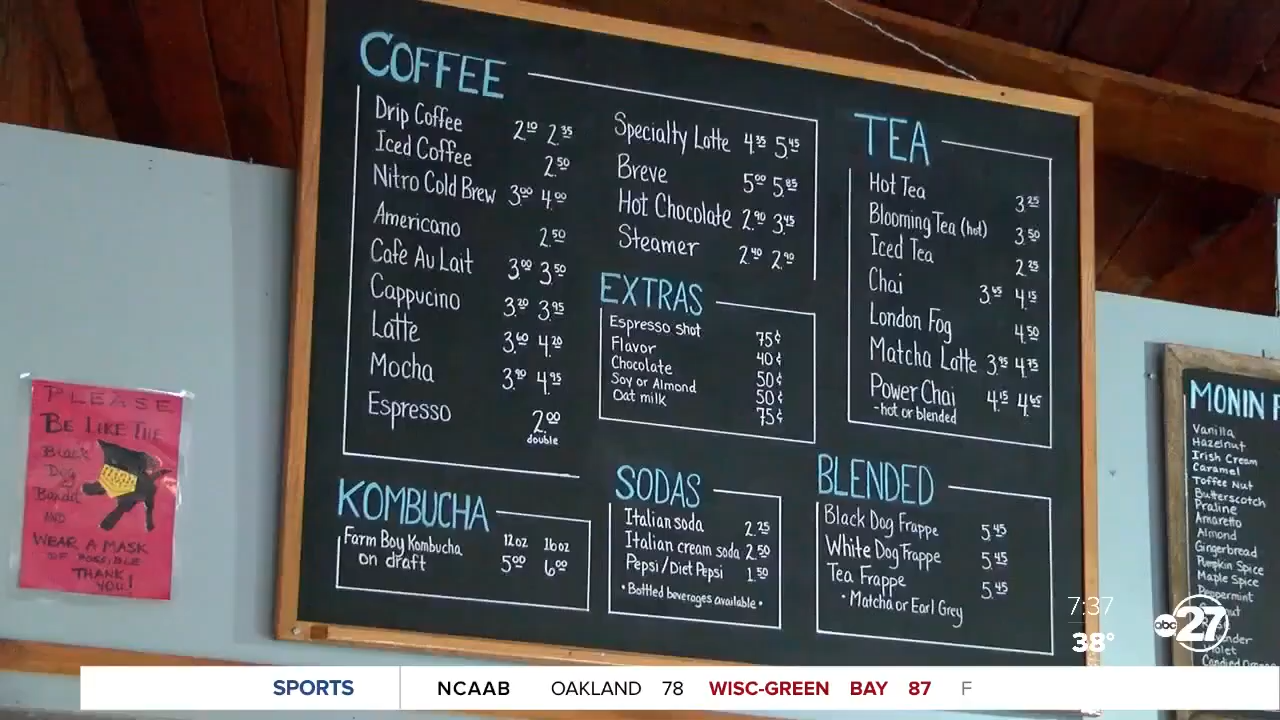 COFFEE
Drip Coffee 2.10 2.35
Iced Coffee 2.50
Nitro Cold Brew 3.00 4.00
Americano 2.50
Cafe Au Lait 3.00 3.50
Cappucino 3.20 3.95
Latte 3.60 4.20
Mocha 3.90 4.95
Espresso 2.00
double
Specialty Latte 4.35 5.45
Breve 5.00 5.85
Hot Chocolate 2.90 3.45
Steamer 2.40 2.90
EXTRAS
Espresso shot 75¢
Flavor 40¢
Chocolate 50¢
Soy or Almond 50¢
Oat milk 75¢
TEA
Hot Tea 3.25
Blooming Tea (hot) 3.50
Iced Tea 2.25
Chai 3.65 4.15
London Fog 4.50
Matcha Latte 3.95 4.75
Power Chai 4.15 4.65
-hot or blended
KOMBUCHA
Farm Boy Kombucha 12oz 16oz
on draft 5.00 6.00
SODAS
Italian soda 2.25
Italian cream soda 2.50
Pepsi/Diet Pepsi 1.50
• Bottled beverages available •
BLENDED
Black Dog Frappe 5.45
White Dog Frappe 5.45
Tea Frappe 5.45
• Matcha or Earl Grey
PLEASE
BE LIKE THE
Black
Dog
Bandit
AND
WEAR A MASK
IF POSSIBLE
THANK
YOU!
MONIN
Vanilla
Hazelnut
Irish Cream
Caramel
Toffee Nut
Butterscotch
Praline
Amaretto
Almond
Gingerbread
Pumpkin Spice
Maple Spice
Peppermint
Violet
7:37
38°
abc 27
SPORTS NCAAB OAKLAND 78 WISC-GREEN BAY 87 F